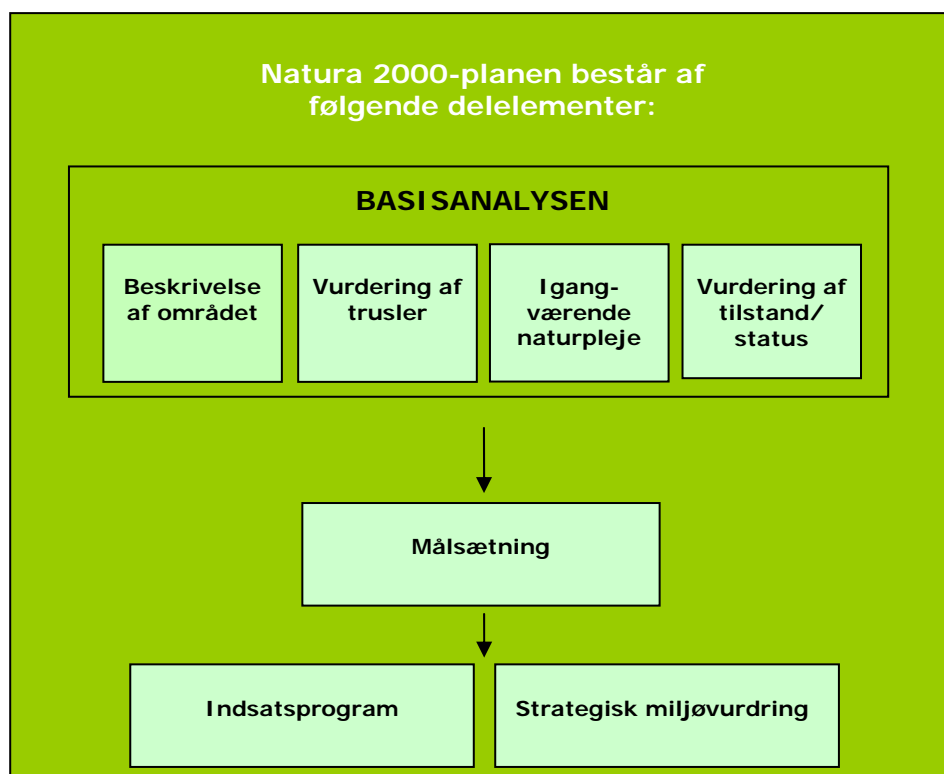 Natura 2000-planen består af
følgende delelementer:
BASISANALYSEN
Beskrivelse
af området
Vurdering af
trusler
Igang-
værende
naturpleje
Vurdering af
tilstand/
status
Målsætning
Indsatsprogram
Strategisk miljøvurdring